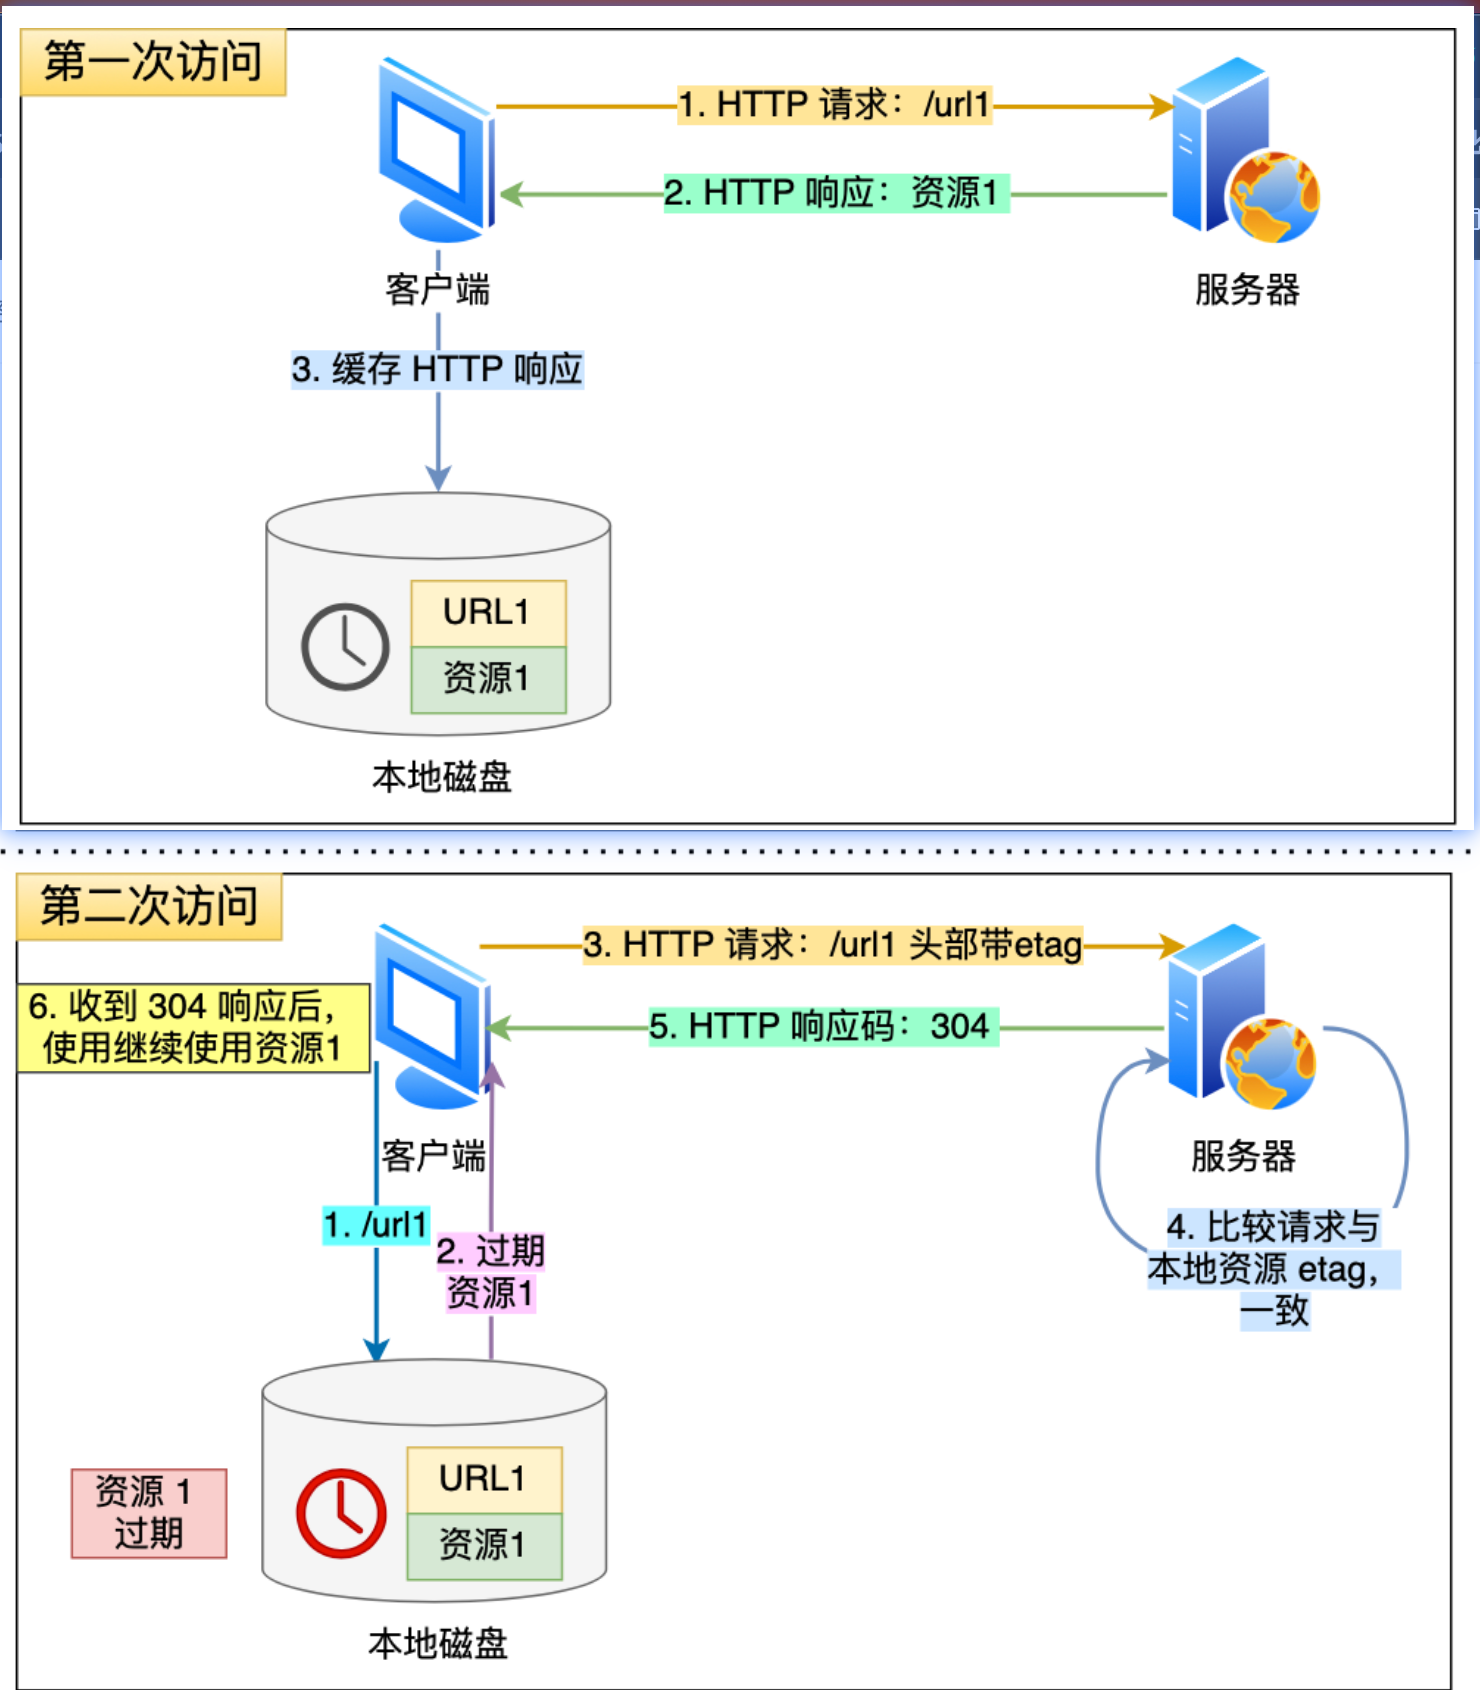 第一次访问
1. HTTP 请求：/url1
2. HTTP 响应：资源1
客户端
服务器
3. 缓存 HTTP 响应
URL1
资源1
本地磁盘
第二次访问
3. HTTP 请求：/url1 头部带etag
6. 收到 304 响应后，
使用继续使用资源1
5. HTTP 响应码：304
客户端
服务器
1. /url1
2. 过期
资源1
4. 比较请求与
本地资源 etag，
一致
资源 1
过期
URL1
资源1
本地磁盘